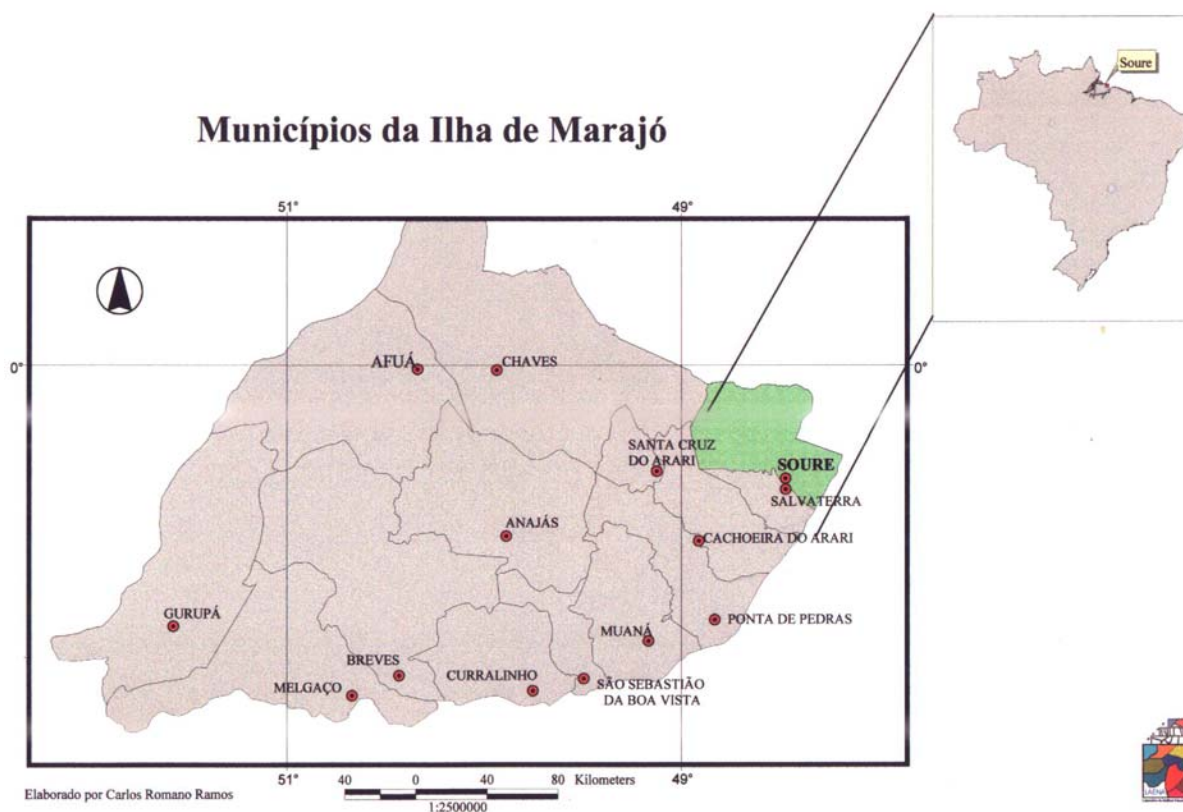 Soure
Municípios da Ilha de Marajó
51°
49°
0°
0°
AFUÁ
CHAVES
SANTA CRUZ
DO ARARI
SOURE
SALVATERRA
ANAJÁS
CACHOEIRA DO ARARI
GURUPÁ
PONTA DE PEDRAS
MUANÁ
BREVES
CURRALINHO
MELGAÇO
SÃO SEBASTIÃO
DA BOA VISTA
51°
49°
40 0 40 80 Kilometers
1:2500000
Elaborado por Carlos Romano Ramos
LAENA